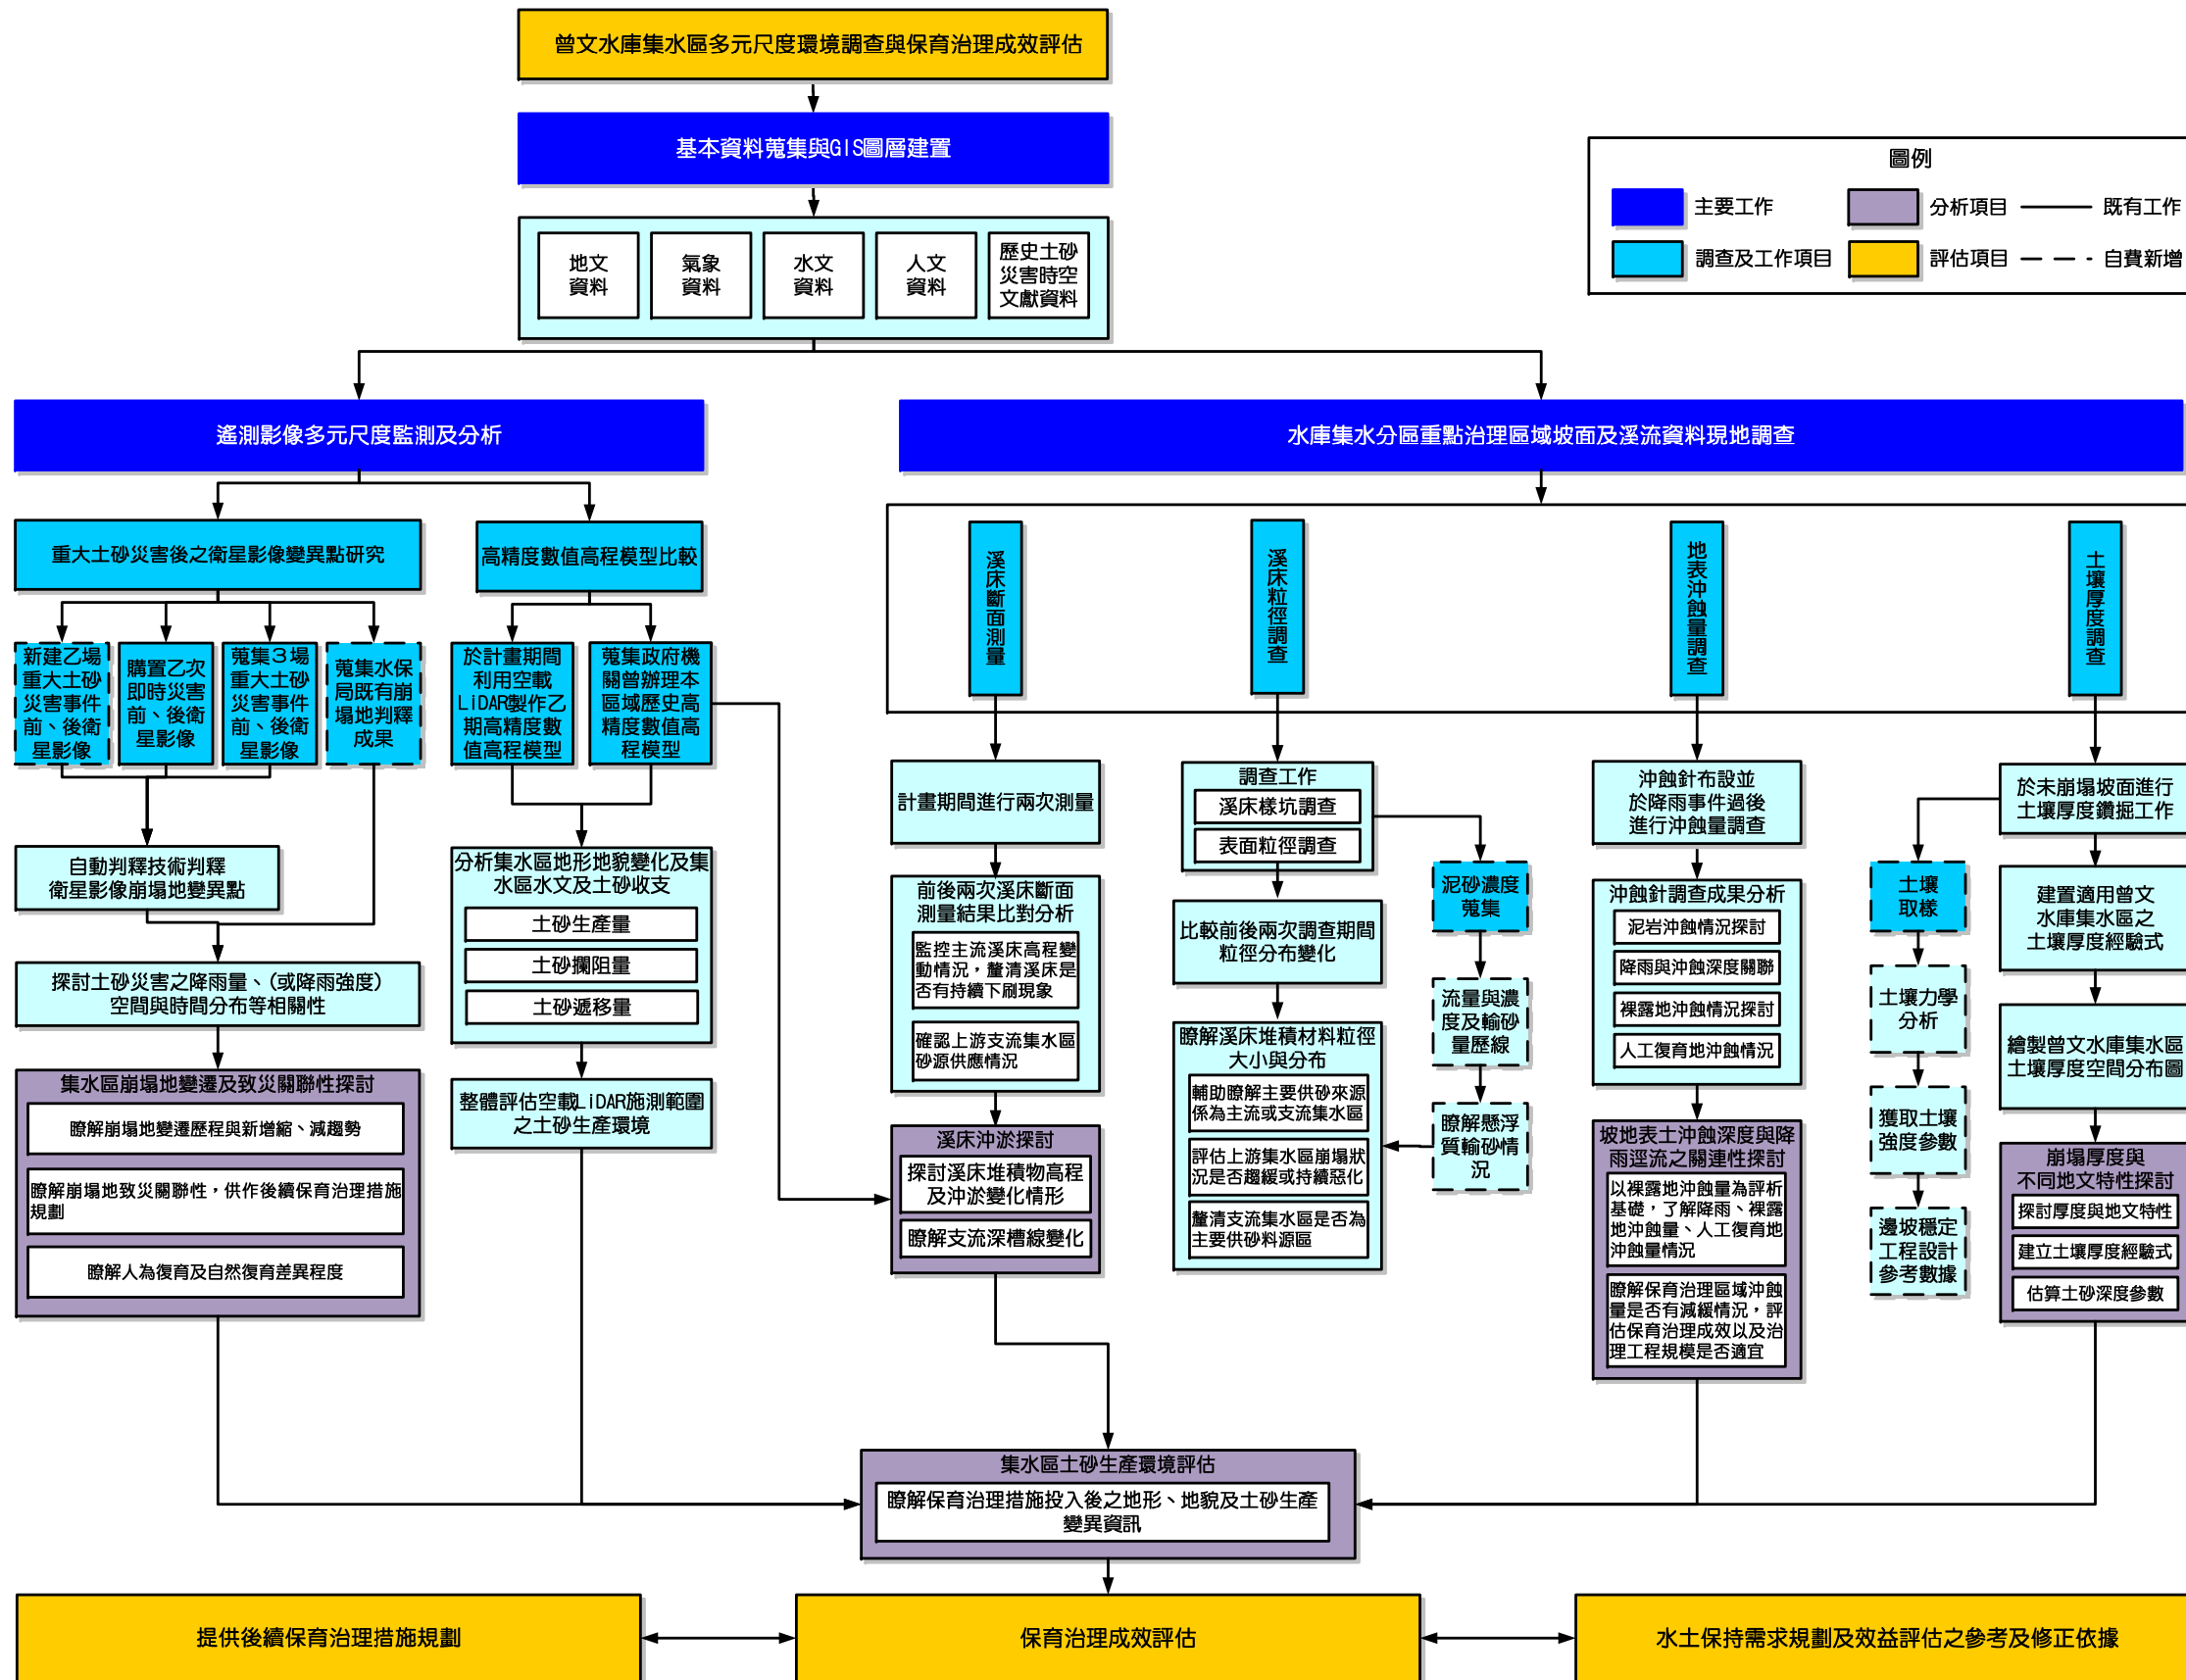 曾文水庫集水區多元尺度環境調查與保育治理成效評估
基本資料蒐集與GIS圖層建置
圖例
主要工作
分析項目
既有工作
調查及工作項目
評估項目
自費新增
地文
資料
氣象
資料
水文
資料
人文
資料
歷史土砂
災害時空
文獻資料
遙測影像多元尺度監測及分析
水庫集水分區重點治理區域坡面及溪流資料現地調查
重大土砂災害後之衛星影像變異點研究
高精度數值高程模型比較
溪床斷面測量
溪床粒徑調查
地表沖蝕量調查
土壤厚度調查
新建乙場
重大土砂
災害事件
前、後衛
星影像
購置乙次
即時災害
前、後衛
星影像
蒐集3場
重大土砂
災害事件
前、後衛
星影像
蒐集水保
局既有崩
塌地判釋
成果
於計畫期間
利用空載
LiDAR製作乙
期高精度數
值高程模型
蒐集政府機
關曾辦理本
區域歷史高
精度數值高
程模型
自動判釋技術判釋
衛星影像崩塌地變異點
探討土砂災害之降雨量、(或降雨強度)
空間與時間分布等相關性
集水區崩塌地變遷及致災關聯性探討
瞭解崩塌地變遷歷程與新增縮、減趨勢
瞭解崩塌地致災關聯性，供作後續保育治理措施
規劃
瞭解人為復育及自然復育差異程度
分析集水區地形地貌變化及集
水區水文及土砂收支
土砂生產量
土砂攔阻量
土砂遞移量
整體評估空載LiDAR施測範圍
之土砂生產環境
計畫期間進行兩次測量
前後兩次溪床斷面
測量結果比對分析
監控主流溪床高程變
動情況，釐清溪床是
否有持續下刷現象
確認上游支流集水區
砂源供應情況
溪床沖淤探討
探討溪床堆積物高程
及沖淤變化情形
瞭解支流深槽線變化
調查工作
溪床樣坑調查
表面粒徑調查
比較前後兩次調查期間
粒徑分布變化
瞭解溪床堆積材料粒徑
大小與分布
輔助瞭解主要供砂來源
係為主流或支流集水區
評估上游集水區崩塌狀
況是否趨緩或持續惡化
釐清支流集水區是否為
主要供砂料源區
泥砂濃度
蒐集
流量與濃
度及輸砂
量歷線
瞭解懸浮
質輸砂情
況
沖蝕針布設並
於降雨事件過後
進行沖蝕量調查
沖蝕針調查成果分析
泥岩沖蝕情況探討
降雨與沖蝕深度關聯
裸露地沖蝕情況探討
人工復育地沖蝕情況
坡地表土沖蝕深度與降
雨逕流之關連性探討
以裸露地沖蝕量為評析
基礎，了解降雨、裸露
地沖蝕量、人工復育地
沖蝕量情況
瞭解保育治理區域沖蝕
量是否有減緩情況，評
估保育治理成效以及治
理工程規模是否適宜
土壤
取樣
土壤力學
分析
獲取土壤
強度參數
邊坡穩定
工程設計
參考數據
於未崩塌坡面進行
土壤厚度鑽掘工作
建置適用曾文
水庫集水區之
土壤厚度經驗式
繪製曾文水庫集水區
土壤厚度空間分布圖
崩塌厚度與
不同地文特性探討
探討厚度與地文特性
建立土壤厚度經驗式
估算土砂深度參數
集水區土砂生產環境評估
瞭解保育治理措施投入後之地形、地貌及土砂生產
變異資訊
提供後續保育治理措施規劃
保育治理成效評估
水土保持需求規劃及效益評估之參考及修正依據